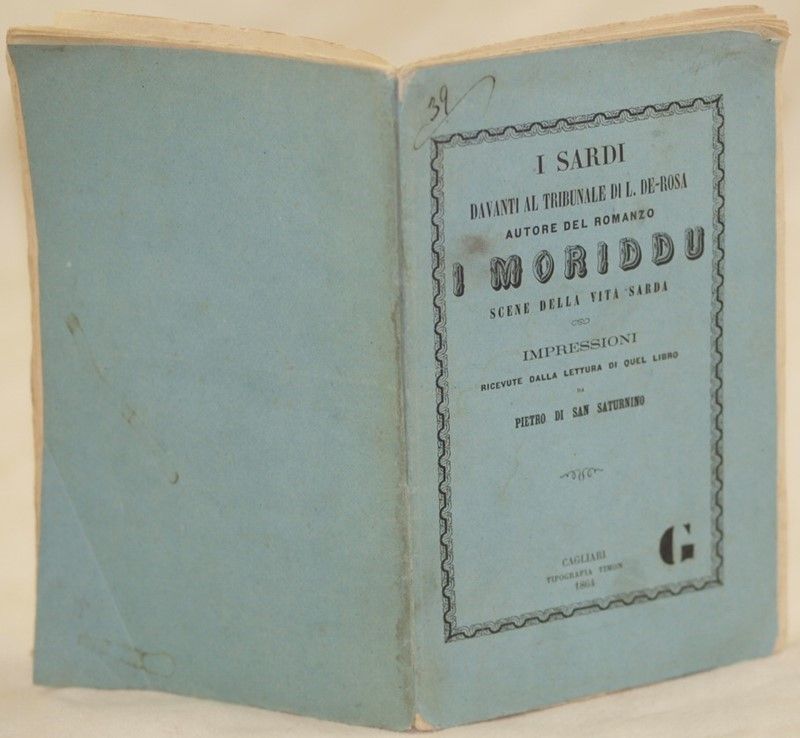 39
I SARDI
DAVANTI AL TRIBUNALE DI L. DE-ROSA
AUTORE DEL ROMANZO
I MORIDDU
SCENE DELLA VITA SARDA
IMPRESSIONI
RICEVUTE DALLA LETTURA DI QUEL LIBRO
DA
PIETRO DI SAN SATURNINO
CAGLIARI
TIPOGRAFIA TIMON
1864
G